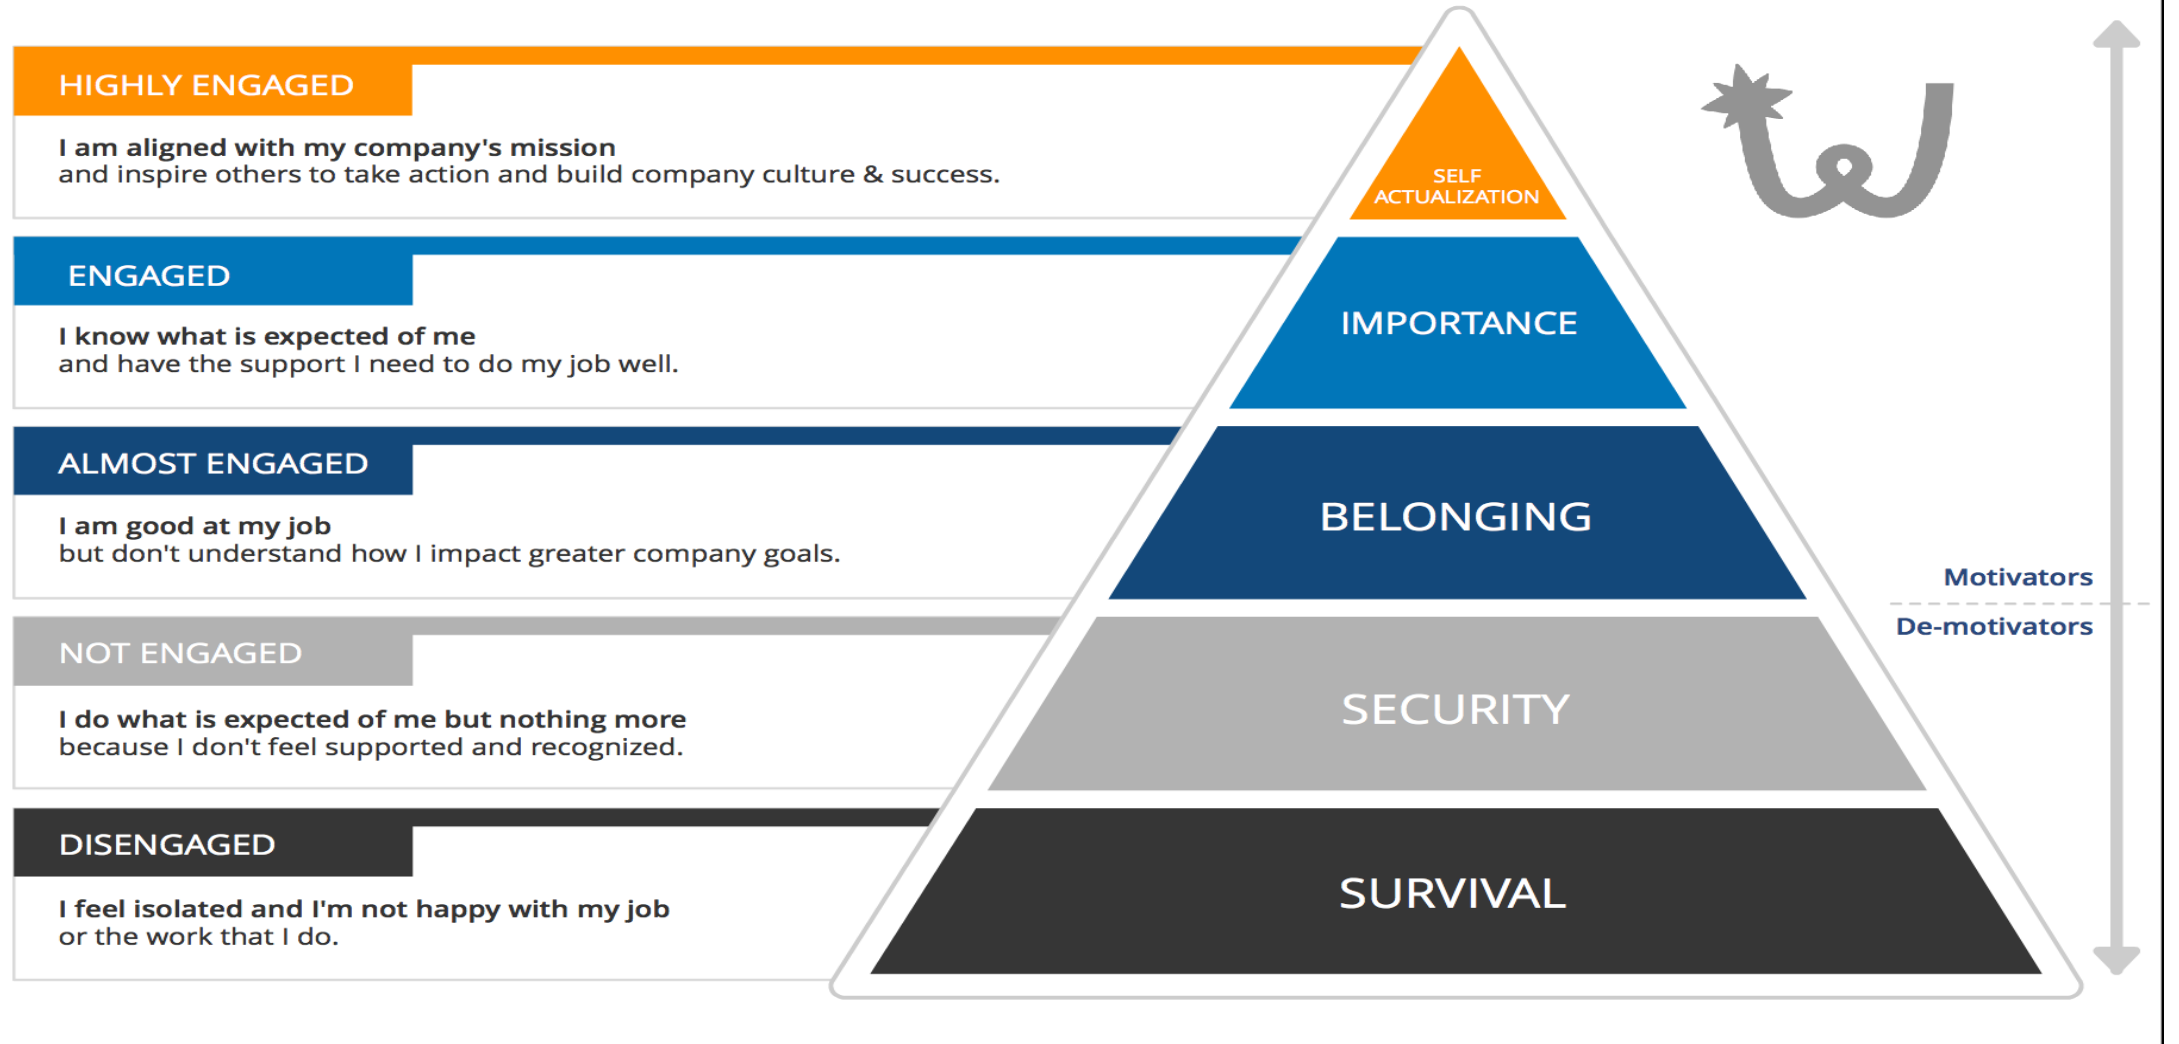 HIGHLY ENGAGED
I am aligned with my company's mission
and inspire others to take action and build company culture & success.
SELF
ACTUALIZATION
ENGAGED
I know what is expected of me
and have the support I need to do my job well.
IMPORTANCE
ALMOST ENGAGED
I am good at my job
but don't understand how I impact greater company goals.
BELONGING
Motivators
De-motivators
NOT ENGAGED
I do what is expected of me but nothing more
because I don't feel supported and recognized.
SECURITY
DISENGAGED
I feel isolated and I'm not happy with my job
or the work that I do.
SURVIVAL